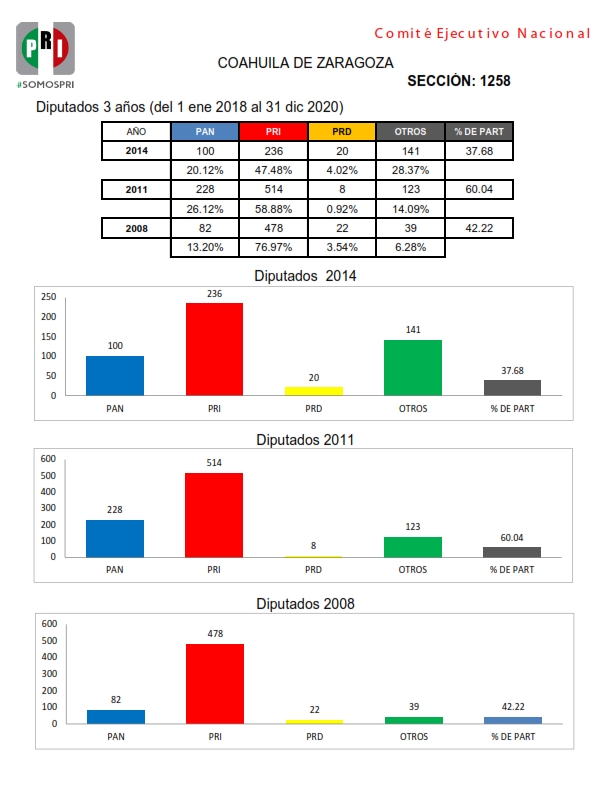 Comité Ejecutivo Nacional
PRI
#SOMOSPRI
COAHUILA DE ZARAGOZA
SECCIÓN: 1258
Diputados 3 años (del 1 ene 2018 al 31 dic 2020)
AÑO PAN PRI PRD OTROS % DE PART
2014 100 236 20 141 37.68
20.12% 47.48% 4.02% 28.37%
2011 228 514 8 123 60.04
26.12% 58.88% 0.92% 14.09%
2008 82 478 22 39 42.22
13.20% 76.97% 3.54% 6.28%
Diputados 2014
250
200
150
100
50
0
100 236 20 141 37.68
PAN PRI PRD OTROS % DE PART
Diputados 2011
600
500
400
300
200
100
0
228 514 8 123 60.04
PAN PRI PRD OTROS % DE PART
Diputados 2008
600
500
400
300
200
100
0
82 478 22 39 42.22
PAN PRI PRD OTROS % DE PART